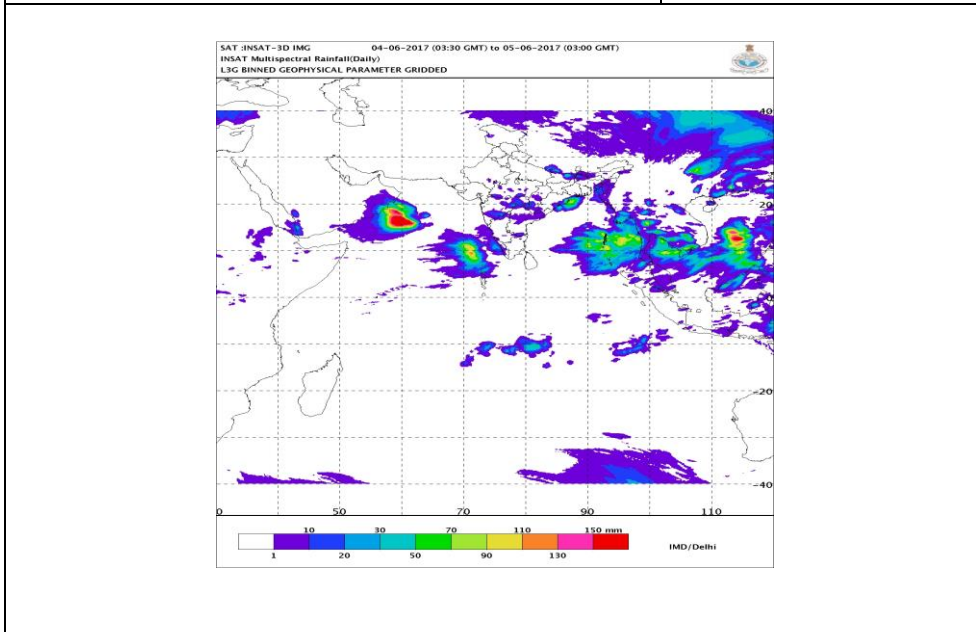 SAT :INSAT-3D IMG 04-06-2017 (03:30 GMT) to 05-06-2017 (03:00 GMT)
INSAT Multispectral Rainfall(Daily)
L3G BINNED GEOPHYSICAL PARAMETER GRIDDED
40
20
-20
-40
50 70 90 110
10 30 70 110 150 mm
1 20 50 90 130
IMD/Delhi